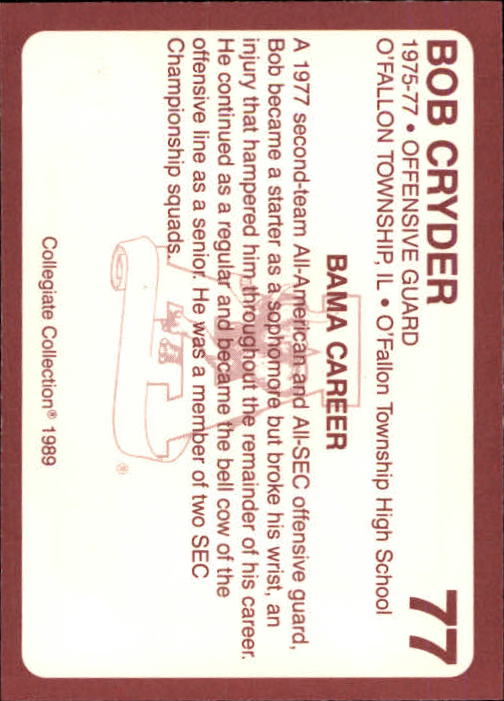 BOB CRYDER 77
1975-77 • OFFENSIVE GUARD
O'FALLON TOWNSHIP, IL • O'Fallon Township High School
BAMA CAREER
A 1977 second-team All-American and All-SEC offensive guard,
Bob became a starter as a sophomore, but broke his wrist, an
injury that hampered him throughout the remainder of his career.
He continued as a regular and became the bell cow of the
offensive line as a senior. He was a member of two SEC
Championship squads.
Collegiate Collection® 1989